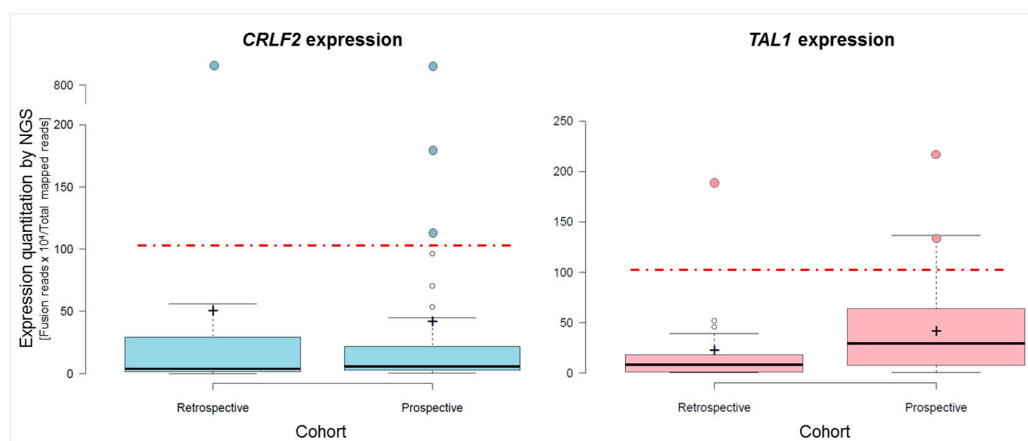 CRLF2 expression
TAL1 expression
Expression quantitation by NGS
[Fusion reads x 10⁴/Total mapped reads]
800
200
150
100
50
0
Retrospective
Prospective
Cohort
250
200
150
100
50
0
Retrospective
Prospective
Cohort